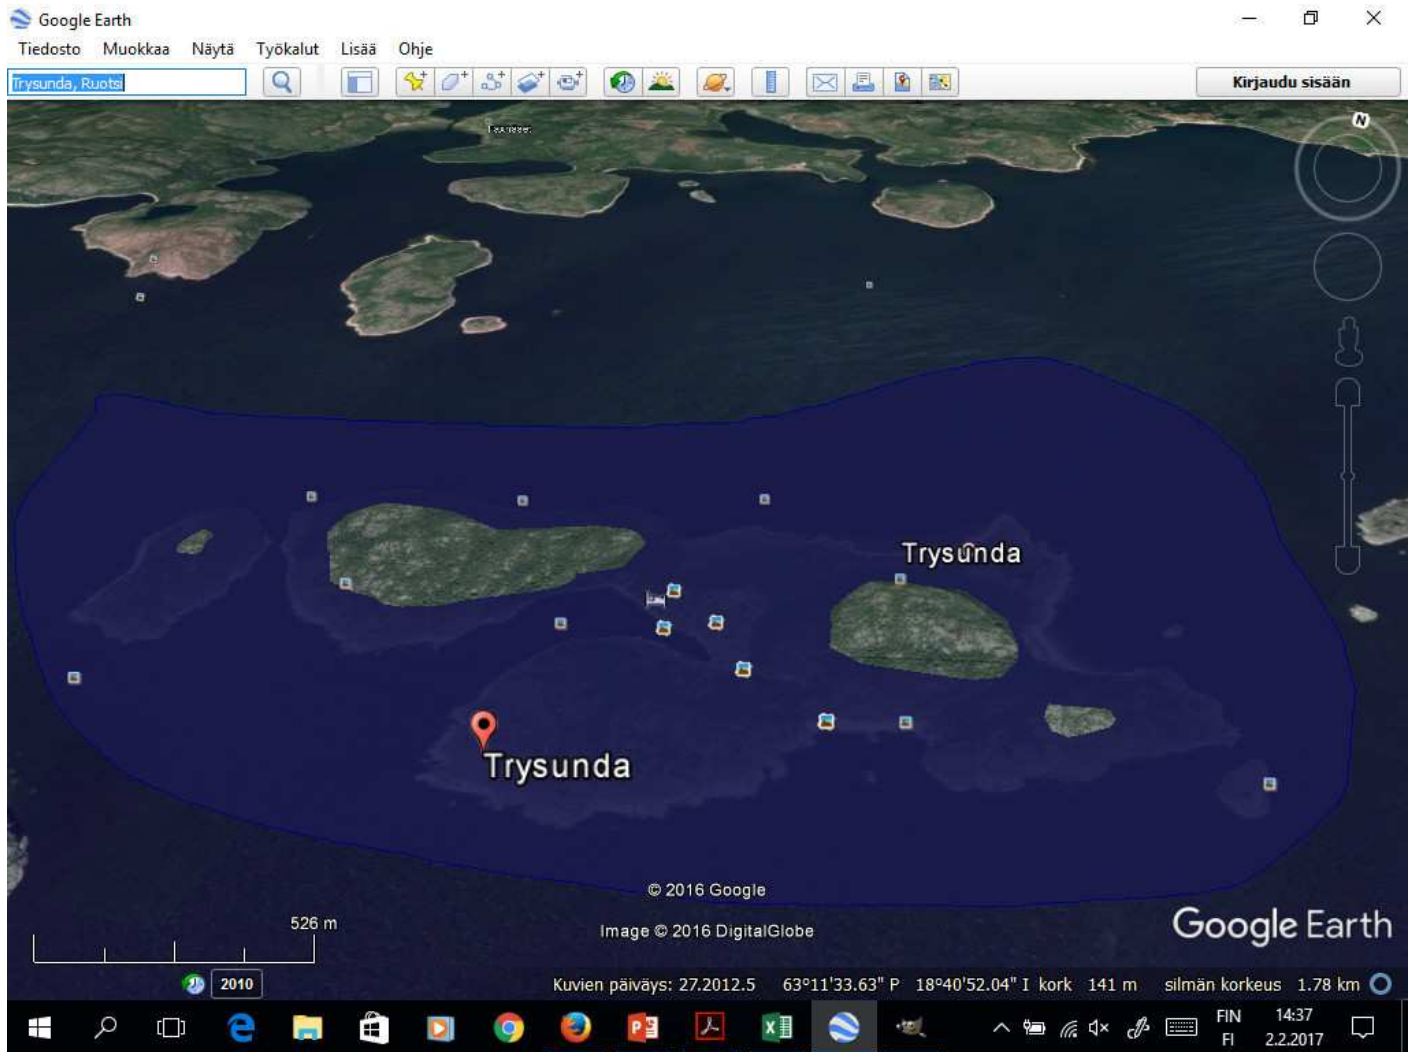 Google Earth
Tiedosto Muokkaa Näytä Työkalut Lisää Ohje
Trysunda, Ruotsi
Kirjaudu sisään
N
Trysunda
Trysunda
© 2016 Google
526 m
Image © 2016 DigitalGlobe
Google Earth
2010
Kuvien päiväys: 27.2012.5 63°11'33.63" P 18°40'52.04" I kork 141 m silmän korkeus 1.78 km
FIN 14:37
FI 2.2.2017